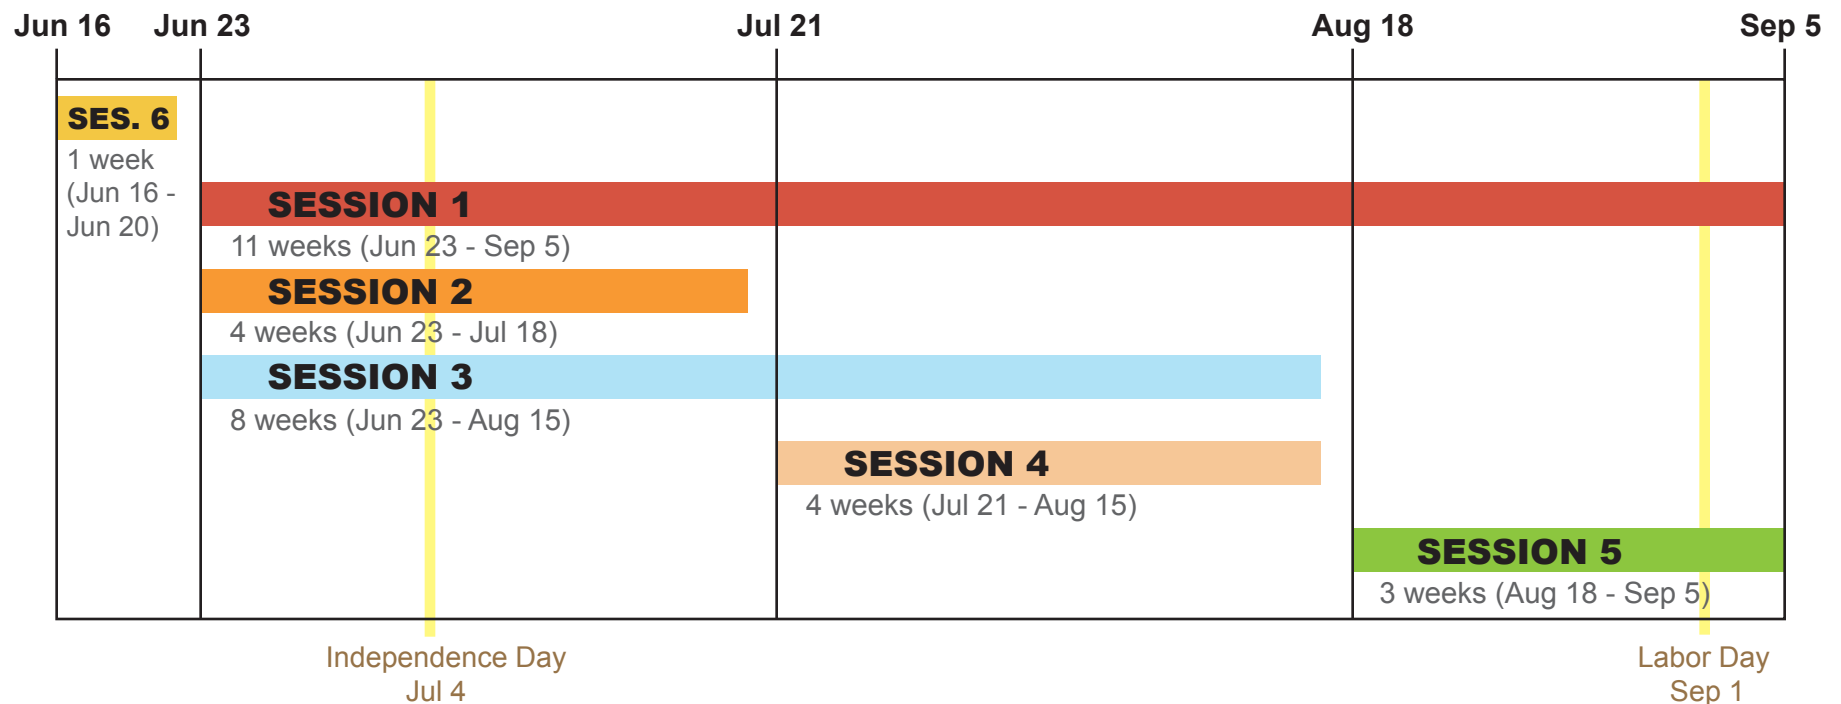 Jun 16 Jun 23 Jul 21 Aug 18 Sep 5
SES. 6
1 week
(Jun 16 -
Jun 20)
SESSION 1
11 weeks (Jun 23 - Sep 5)
SESSION 2
4 weeks (Jun 23 - Jul 18)
SESSION 3
8 weeks (Jun 23 - Aug 15)
SESSION 4
4 weeks (Jul 21 - Aug 15)
SESSION 5
3 weeks (Aug 18 - Sep 5)
Independence Day
Jul 4
Labor Day
Sep 1